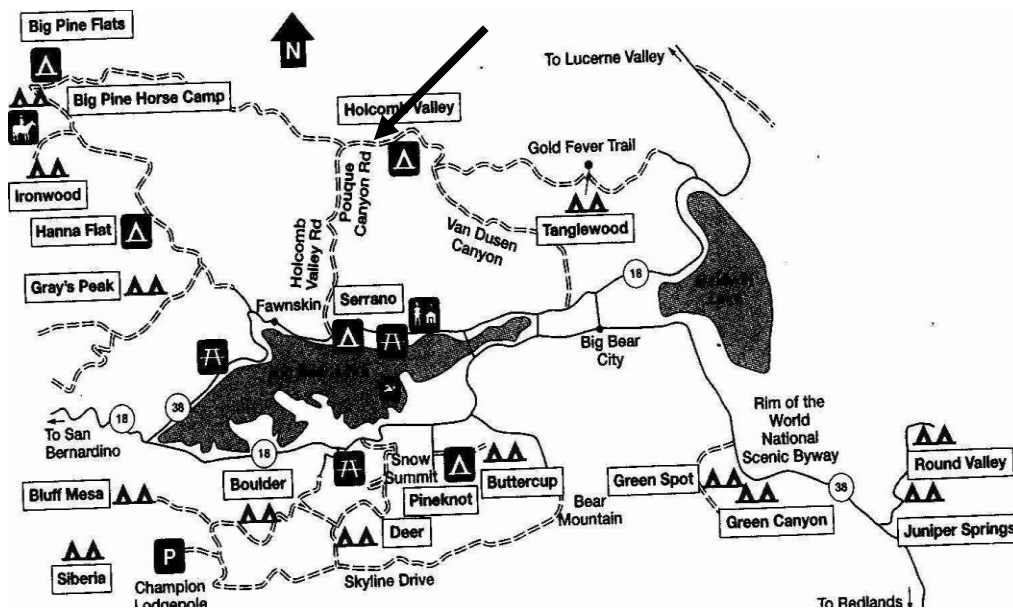 Big Pine Flats
N
To Lucerne Valley
Big Pine Horse Camp
Holcomb Valley
Gold Fever Trail
Ironwood
Pouque
Canyon Rd
Holcomb
Valley Rd
Van Dusen
Canyon
Tanglewood
Hanna Flat
Gray's Peak
Fawnskin
Serrano
18
Big Bear
City
38
18
To San
Bernardino
18
Rim of the
World
National
Scenic Byway
Round Valley
Snow
Summit
Boulder
Pineknot
Buttercup
Green Spot
38
Bluff Mesa
Bear
Mountain
Green Canyon
Juniper Springs
Deer
P
Siberia
Champion
Lodgepole
Skyline Drive
To Redlands